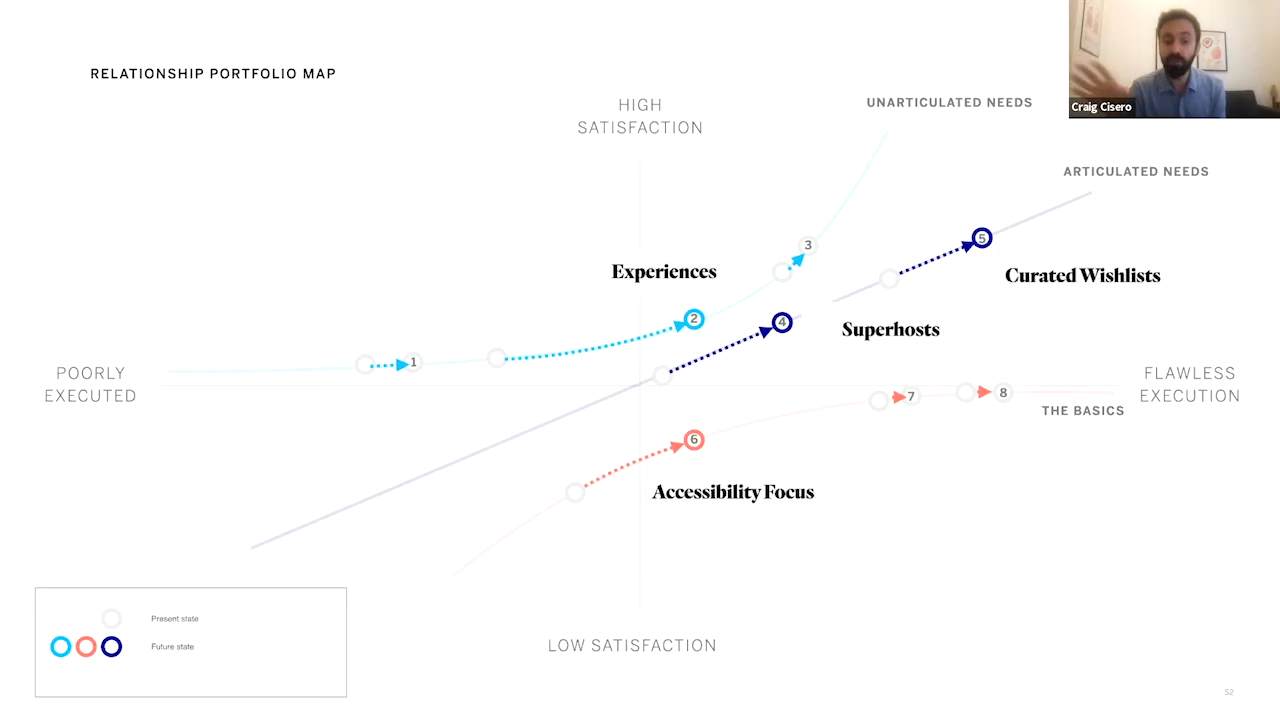 RELATIONSHIP PORTFOLIO MAP
Craig Cisero
HIGH
SATISFACTION
UNARTICULATED NEEDS
ARTICULATED NEEDS
3
5
Experiences
Curated Wishlists
2
4
Superhosts
1
POORLY
EXECUTED
FLAWLESS
EXECUTION
7
8
THE BASICS
6
Accessibility Focus
Present state
Future state
LOW SATISFACTION
52